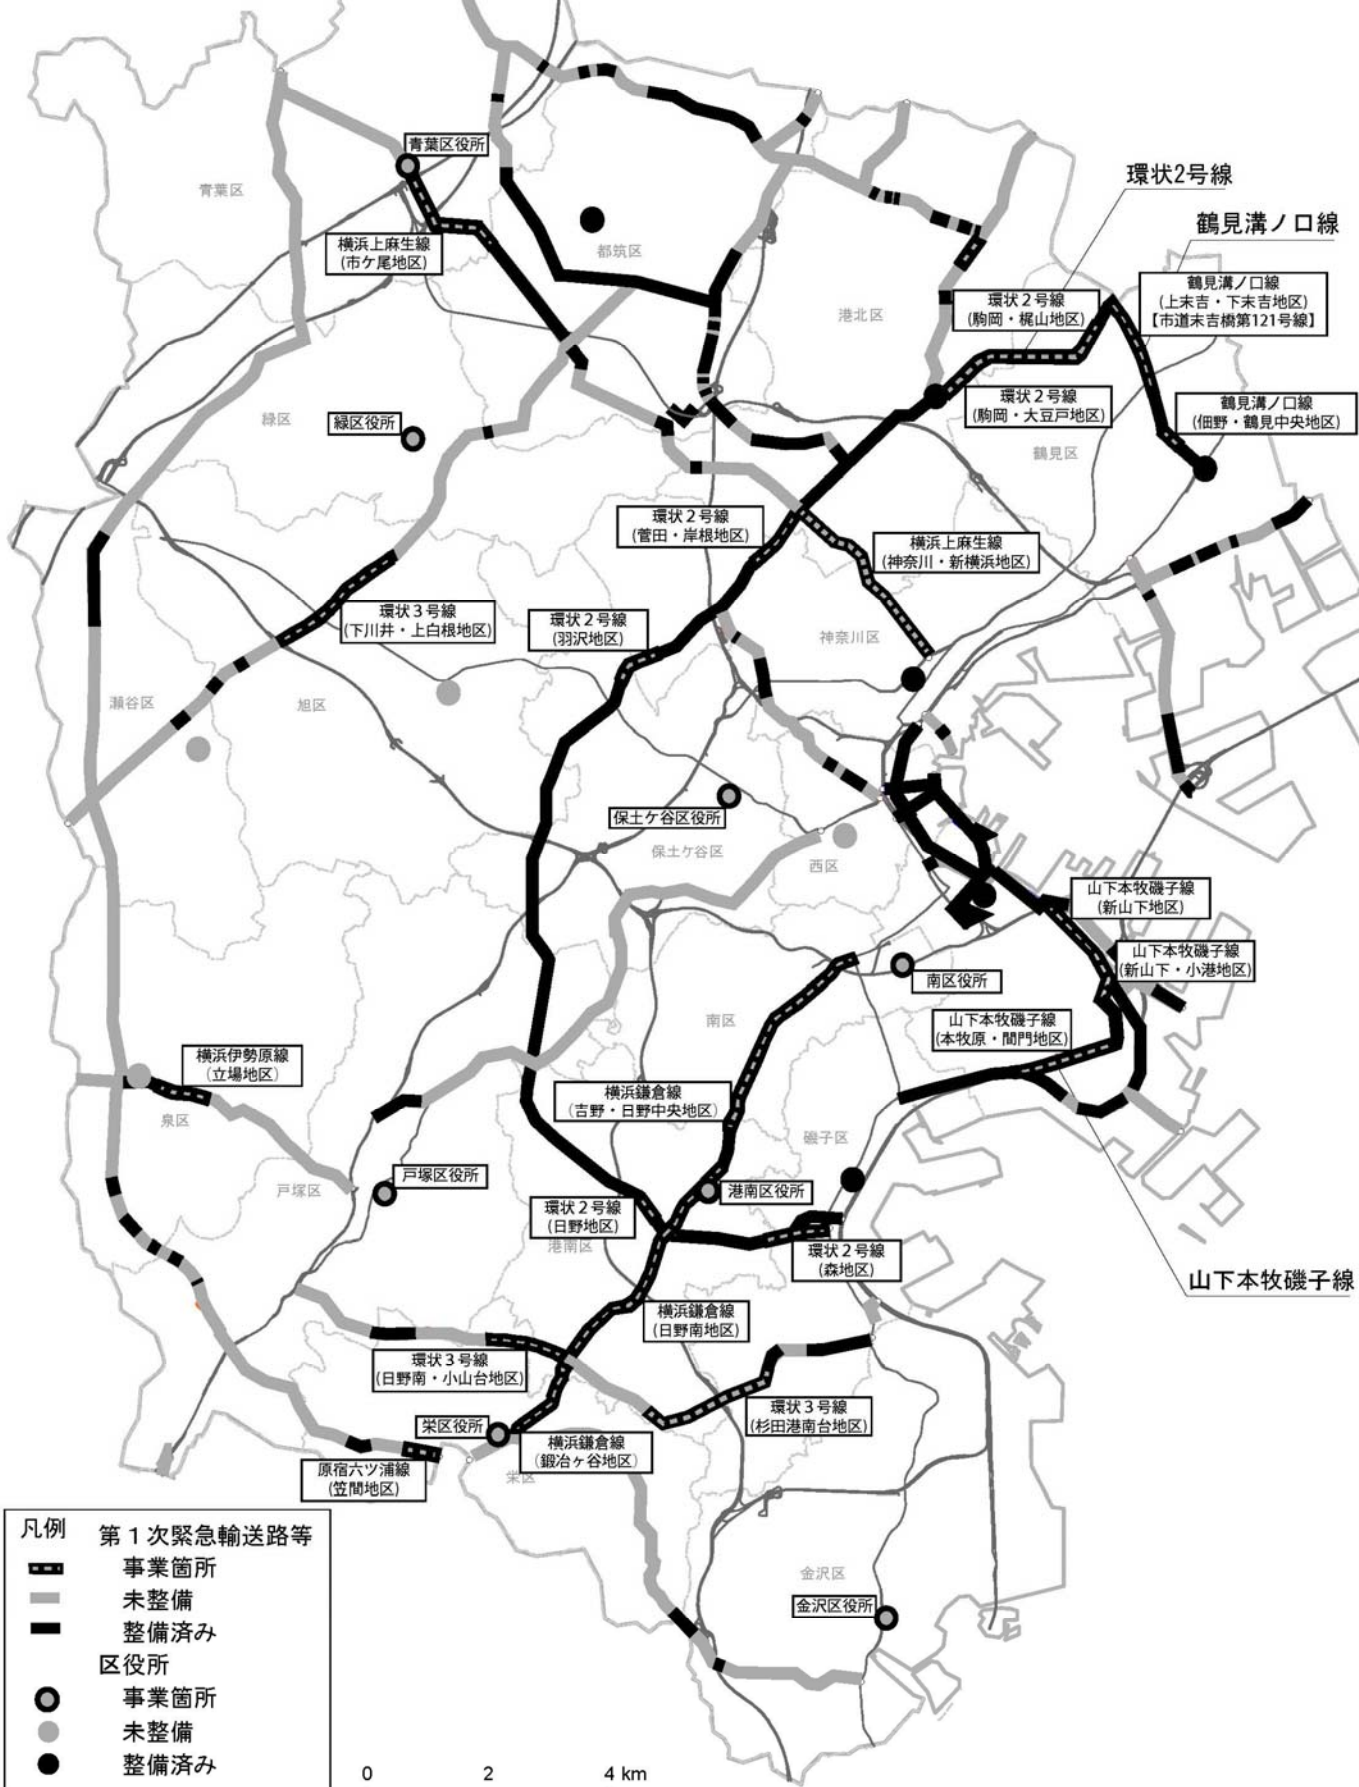 青葉区役所
青葉区
横浜上麻生線
(市ケ尾地区)
都筑区
環状2号線
鶴見溝ノ口線
鶴見溝ノ口線
(上末吉・下末吉地区)
【市道末吉橋第121号線】
環状２号線
(駒岡・梶山地区)
港北区
環状２号線
(駒岡・大豆戸地区)
鶴見溝ノ口線
(佃野・鶴見中央地区)
緑区
緑区役所
鶴見区
環状２号線
(菅田・岸根地区)
横浜上麻生線
(神奈川・新横浜地区)
環状３号線
(下川井・上白根地区)
環状２号線
(羽沢地区)
神奈川区
瀬谷区
旭区
保土ケ谷区役所
保土ケ谷区
西区
山下本牧磯子線
(新山下地区)
山下本牧磯子線
(新山下・小港地区)
南区役所
南区
山下本牧磯子線
(本牧原・間門地区)
横浜伊勢原線
(立場地区)
泉区
横浜鎌倉線
(吉野・日野中央地区)
磯子区
戸塚区役所
戸塚区
港南区役所
環状２号線
(日野地区)
港南区
環状２号線
(森地区)
山下本牧磯子線
横浜鎌倉線
(日野南地区)
環状３号線
(日野南・小山台地区)
環状３号線
(杉田港南台地区)
栄区役所
横浜鎌倉線
(鍛冶ヶ谷地区)
栄区
原宿六ツ浦線
(笠間地区)
金沢区
金沢区役所
凡例
第１次緊急輸送路等
事業箇所
未整備
整備済み
区役所
事業箇所
未整備
整備済み
0 2 4 km